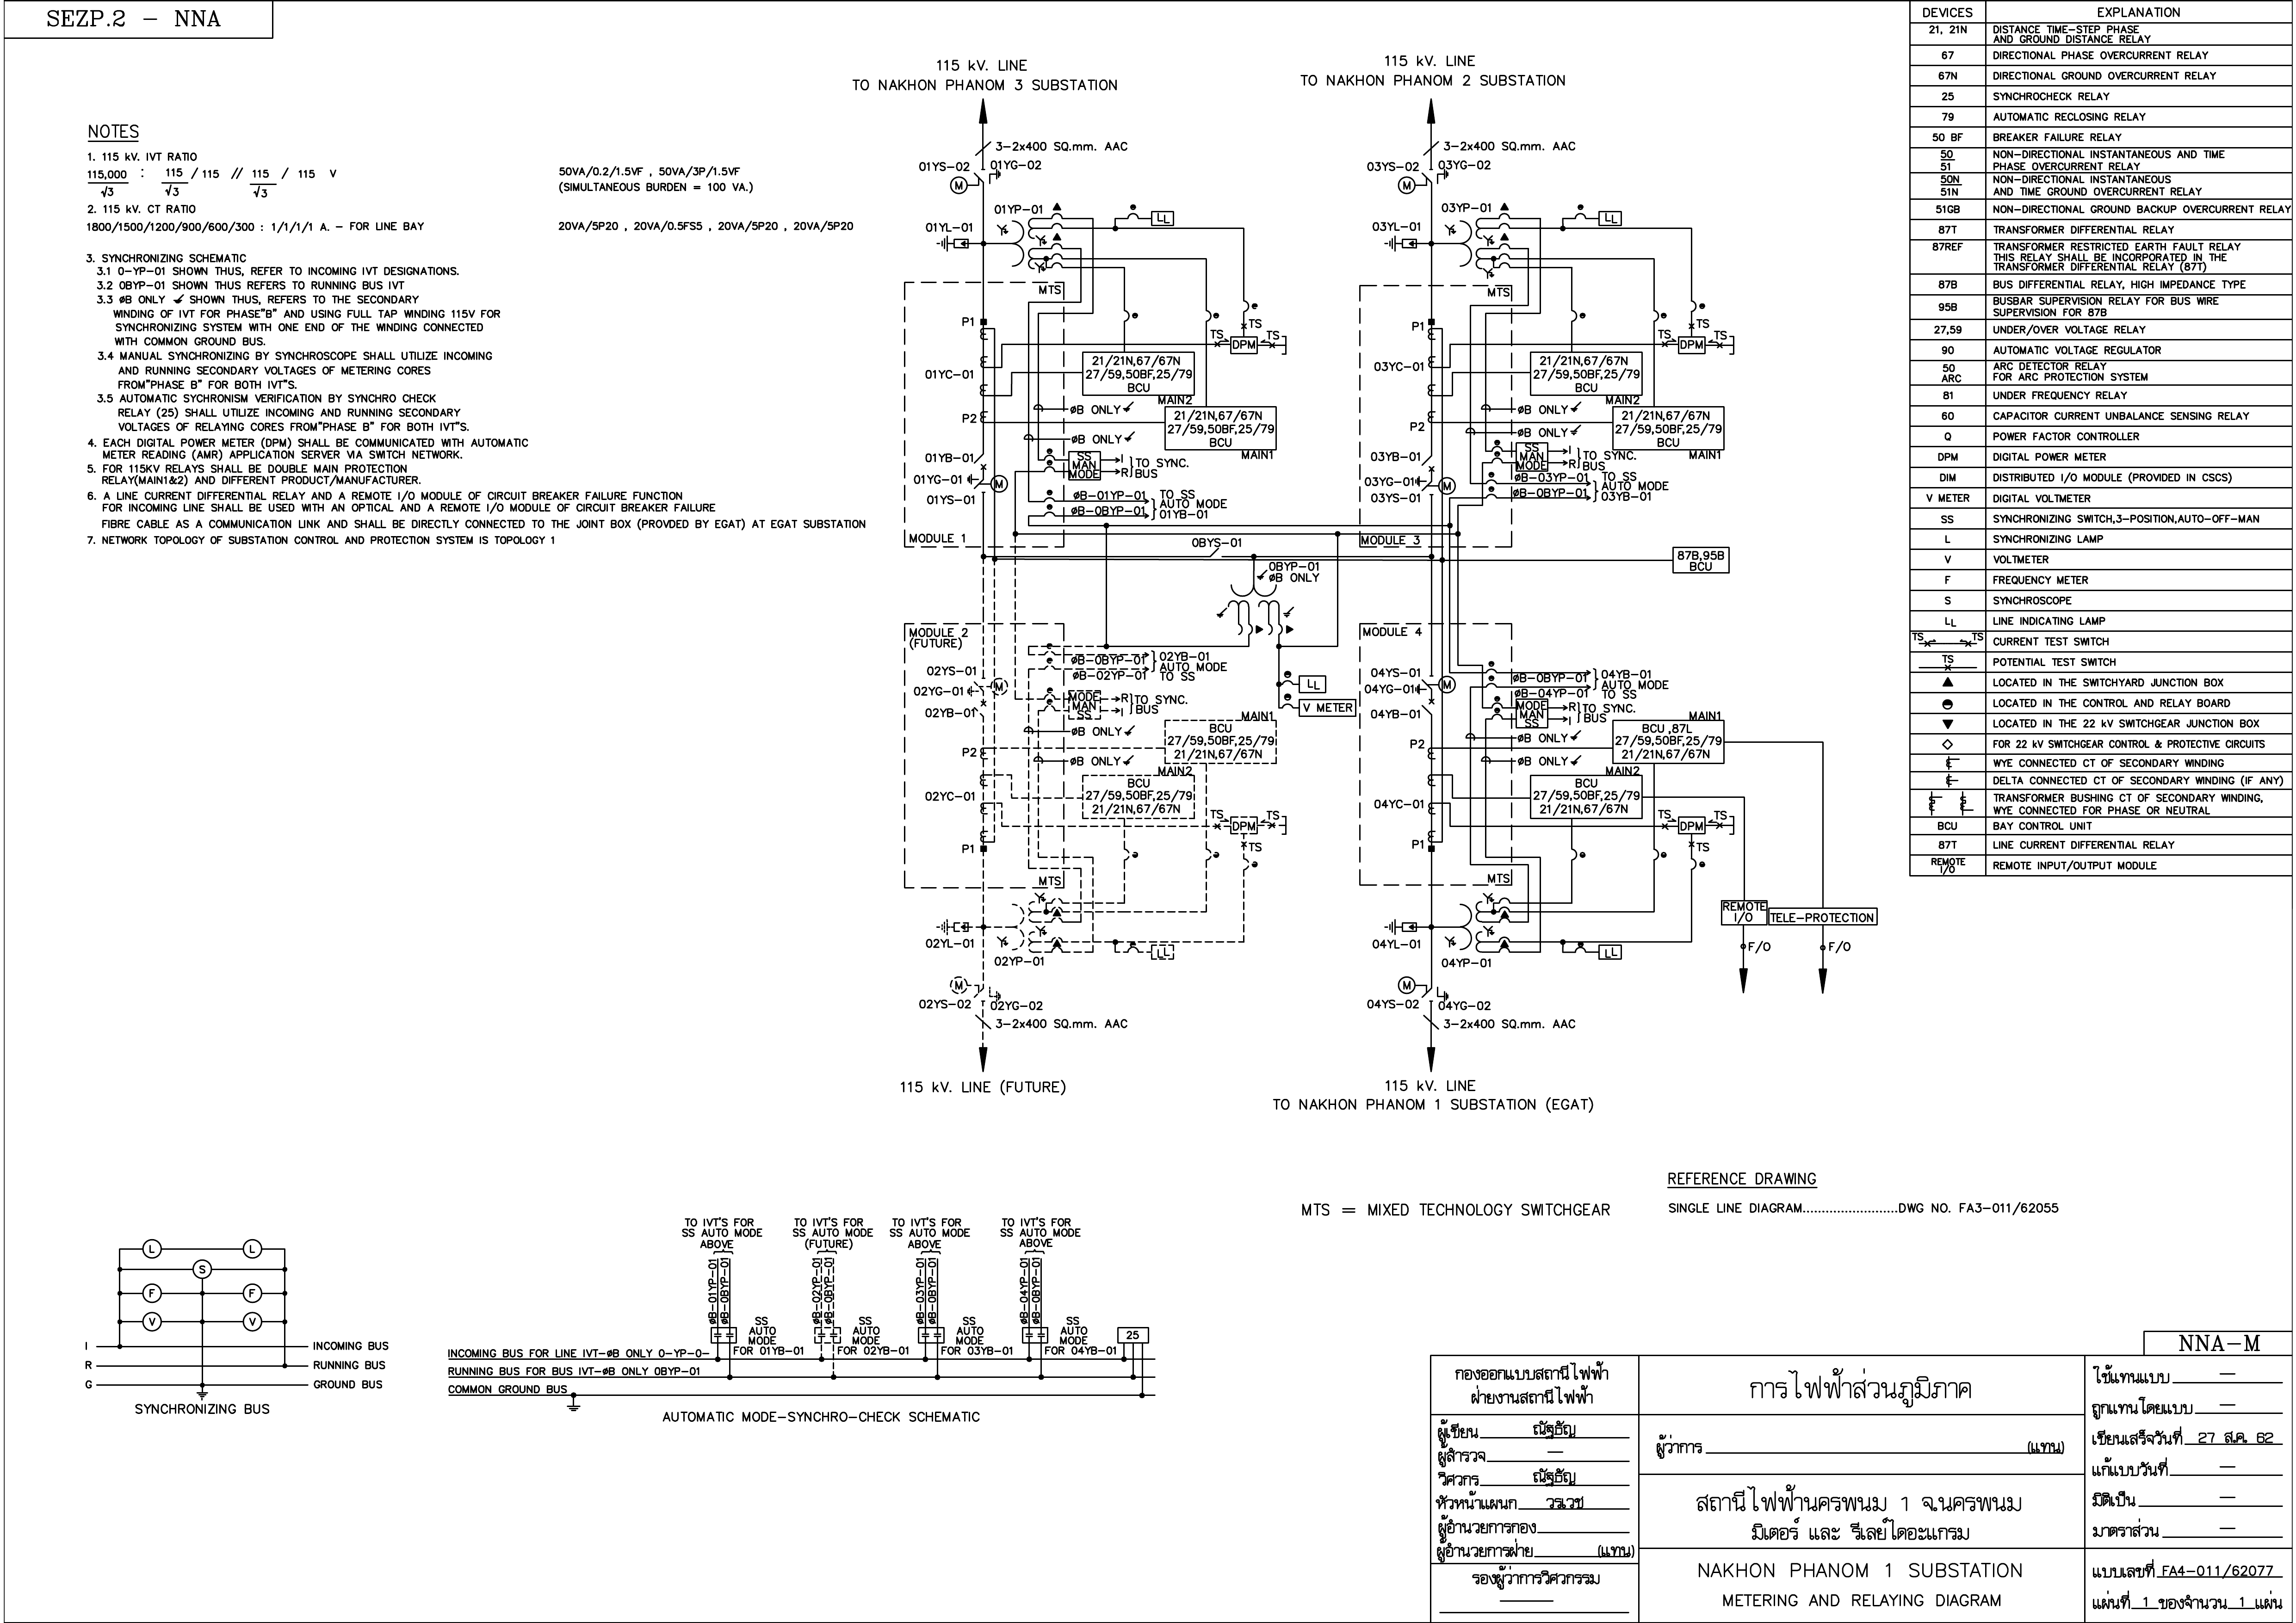 SEZP.2 – NNA
NOTES
1. 115 kV. IVT RATIO
115,000 : 115 / 115 // 115 / 115 V
√3 √3 √3
50VA/0.2/1.5VF , 50VA/3P/1.5VF
(SIMULTANEOUS BURDEN = 100 VA.)
2. 115 kV. CT RATIO
1800/1500/1200/900/600/300 : 1/1/1/1 A. – FOR LINE BAY
20VA/5P20 , 20VA/0.5FS5 , 20VA/5P20 , 20VA/5P20
3. SYNCHRONIZING SCHEMATIC
3.1 0-YP-01 SHOWN THUS, REFER TO INCOMING IVT DESIGNATIONS.
3.2 0BYP-01 SHOWN THUS REFERS TO RUNNING BUS IVT
3.3 øB ONLY SHOWN THUS, REFERS TO THE SECONDARY
WINDING OF IVT FOR PHASE"B" AND USING FULL TAP WINDING 115V FOR
SYNCHRONIZING SYSTEM WITH ONE END OF THE WINDING CONNECTED
WITH COMMON GROUND BUS.
3.4 MANUAL SYNCHRONIZING BY SYNCHROSCOPE SHALL UTILIZE INCOMING
AND RUNNING SECONDARY VOLTAGES OF METERING CORES
FROM"PHASE B" FOR BOTH IVT"S.
3.5 AUTOMATIC SYCHRONISM VERIFICATION BY SYNCHRO CHECK
RELAY (25) SHALL UTILIZE INCOMING AND RUNNING SECONDARY
VOLTAGES OF RELAYING CORES FROM"PHASE B" FOR BOTH IVT"S.
4. EACH DIGITAL POWER METER (DPM) SHALL BE COMMUNICATED WITH AUTOMATIC
METER READING (AMR) APPLICATION SERVER VIA SWITCH NETWORK.
5. FOR 115KV RELAYS SHALL BE DOUBLE MAIN PROTECTION
RELAY(MAIN1&2) AND DIFFERENT PRODUCT/MANUFACTURER.
6. A LINE CURRENT DIFFERENTIAL RELAY AND A REMOTE I/O MODULE OF CIRCUIT BREAKER FAILURE FUNCTION
FOR INCOMING LINE SHALL BE USED WITH AN OPTICAL AND A REMOTE I/O MODULE OF CIRCUIT BREAKER FAILURE
FIBRE CABLE AS A COMMUNICATION LINK AND SHALL BE DIRECTLY CONNECTED TO THE JOINT BOX (PROVDED BY EGAT) AT EGAT SUBSTATION
7. NETWORK TOPOLOGY OF SUBSTATION CONTROL AND PROTECTION SYSTEM IS TOPOLOGY 1
115 kV. LINE
TO NAKHON PHANOM 3 SUBSTATION
3-2x400 SQ.mm. AAC
01YS-02
01YG-02
M
01YP-01
LL
01YL-01
MTS
P1
TS
TS
DPM
TS
01YC-01
21/21N,67/67N
27/59,50BF,25/79
BCU
MAIN2
P2
øB ONLY
21/21N,67/67N
27/59,50BF,25/79
BCU
MAIN1
øB ONLY
01YB-01
SS
MAN
MODE
I
R
TO SYNC.
BUS
01YG-01
M
01YS-01
øB-01YP-01
øB-0BYP-01
TO SS
AUTO MODE
01YB-01
MODULE 1
115 kV. LINE
TO NAKHON PHANOM 2 SUBSTATION
3-2x400 SQ.mm. AAC
03YS-02
03YG-02
M
03YP-01
LL
03YL-01
MTS
P1
TS
TS
DPM
TS
03YC-01
21/21N,67/67N
27/59,50BF,25/79
BCU
MAIN2
P2
øB ONLY
21/21N,67/67N
27/59,50BF,25/79
BCU
MAIN1
øB ONLY
03YB-01
SS
MAN
MODE
I
R
TO SYNC.
BUS
03YG-01
M
03YS-01
øB-03YP-01
øB-0BYP-01
TO SS
AUTO MODE
03YB-01
MODULE 3
0BYS-01
87B,95B
BCU
0BYP-01
øB ONLY
LL
V METER
MODULE 2
(FUTURE)
02YS-01
02YG-01
M
02YB-01
øB-0BYP-01
øB-02YP-01
02YB-01
AUTO MODE
TO SS
MODE
MAN
SS
R
I
TO SYNC.
BUS
øB ONLY
MAIN1
BCU
27/59,50BF,25/79
21/21N,67/67N
P2
øB ONLY
MAIN2
BCU
27/59,50BF,25/79
21/21N,67/67N
02YC-01
TS
TS
DPM
TS
P1
MTS
02YL-01
02YP-01
LL
M
02YS-02
02YG-02
3-2x400 SQ.mm. AAC
115 kV. LINE (FUTURE)
MODULE 4
04YS-01
04YG-01
M
04YB-01
øB-0BYP-01
øB-04YP-01
04YB-01
AUTO MODE
TO SS
MODE
MAN
SS
R
I
TO SYNC.
BUS
øB ONLY
MAIN1
BCU ,87L
27/59,50BF,25/79
21/21N,67/67N
P2
øB ONLY
MAIN2
BCU
27/59,50BF,25/79
21/21N,67/67N
04YC-01
TS
TS
DPM
TS
P1
MTS
04YL-01
04YP-01
LL
M
04YS-02
04YG-02
3-2x400 SQ.mm. AAC
115 kV. LINE
TO NAKHON PHANOM 1 SUBSTATION (EGAT)
REMOTE
I/O
TELE-PROTECTION
F/O
F/O
DEVICES EXPLANATION
21, 21N DISTANCE TIME-STEP PHASE
AND GROUND DISTANCE RELAY
67 DIRECTIONAL PHASE OVERCURRENT RELAY
67N DIRECTIONAL GROUND OVERCURRENT RELAY
25 SYNCHROCHECK RELAY
79 AUTOMATIC RECLOSING RELAY
50 BF BREAKER FAILURE RELAY
50 NON-DIRECTIONAL INSTANTANEOUS AND TIME
51 PHASE OVERCURRENT RELAY
50N NON-DIRECTIONAL INSTANTANEOUS
51N AND TIME GROUND OVERCURRENT RELAY
51GB NON-DIRECTIONAL GROUND BACKUP OVERCURRENT RELAY
87T TRANSFORMER DIFFERENTIAL RELAY
87REF TRANSFORMER RESTRICTED EARTH FAULT RELAY
THIS RELAY SHALL BE INCORPORATED IN THE
TRANSFORMER DIFFERENTIAL RELAY (87T)
87B BUS DIFFERENTIAL RELAY, HIGH IMPEDANCE TYPE
95B BUSBAR SUPERVISION RELAY FOR BUS WIRE
SUPERVISION FOR 87B
27,59 UNDER/OVER VOLTAGE RELAY
90 AUTOMATIC VOLTAGE REGULATOR
50 ARC DETECTOR RELAY
ARC FOR ARC PROTECTION SYSTEM
81 UNDER FREQUENCY RELAY
60 CAPACITOR CURRENT UNBALANCE SENSING RELAY
Q POWER FACTOR CONTROLLER
DPM DIGITAL POWER METER
DIM DISTRIBUTED I/O MODULE (PROVIDED IN CSCS)
V METER DIGITAL VOLTMETER
SS SYNCHRONIZING SWITCH,3-POSITION,AUTO-OFF-MAN
L SYNCHRONIZING LAMP
V VOLTMETER
F FREQUENCY METER
S SYNCHROSCOPE
LL LINE INDICATING LAMP
TS TS CURRENT TEST SWITCH
TS POTENTIAL TEST SWITCH
▲ LOCATED IN THE SWITCHYARD JUNCTION BOX
LOCATED IN THE CONTROL AND RELAY BOARD
▼ LOCATED IN THE 22 kV SWITCHGEAR JUNCTION BOX
◇ FOR 22 kV SWITCHGEAR CONTROL & PROTECTIVE CIRCUITS
WYE CONNECTED CT OF SECONDARY WINDING
DELTA CONNECTED CT OF SECONDARY WINDING (IF ANY)
TRANSFORMER BUSHING CT OF SECONDARY WINDING,
WYE CONNECTED FOR PHASE OR NEUTRAL
BCU BAY CONTROL UNIT
87T LINE CURRENT DIFFERENTIAL RELAY
REMOTE I/O REMOTE INPUT/OUTPUT MODULE
MTS = MIXED TECHNOLOGY SWITCHGEAR
REFERENCE DRAWING
SINGLE LINE DIAGRAM.........................DWG NO. FA3-011/62055
L L
S
F F
V V
I INCOMING BUS
R RUNNING BUS
G GROUND BUS
SYNCHRONIZING BUS
TO IVT'S FOR
SS AUTO MODE
ABOVE
TO IVT'S FOR
SS AUTO MODE
(FUTURE)
TO IVT'S FOR
SS AUTO MODE
ABOVE
TO IVT'S FOR
SS AUTO MODE
ABOVE
øB-01YP-01
øB-0BYP-01
øB-02YP-01
øB-0BYP-01
øB-03YP-01
øB-0BYP-01
øB-04YP-01
øB-0BYP-01
SS
AUTO
MODE
FOR 01YB-01
SS
AUTO
MODE
FOR 02YB-01
SS
AUTO
MODE
FOR 03YB-01
SS
AUTO
MODE
FOR 04YB-01
25
INCOMING BUS FOR LINE IVT-øB ONLY 0-YP-0-
RUNNING BUS FOR BUS IVT-øB ONLY 0BYP-01
COMMON GROUND BUS
AUTOMATIC MODE-SYNCHRO-CHECK SCHEMATIC
NNA-M
กองออกแบบสถานีไฟฟ้า
ฝ่ายงานสถานีไฟฟ้า
ผู้เขียน ณัฐธัญ
ผู้สำรวจ —
วิศวกร ณัฐธัญ
หัวหน้าแผนก วรเวช
ผู้อำนวยการกอง
ผู้อำนวยการฝ่าย (แทน)
รองผู้ว่าการวิศวกรรม
การไฟฟ้าส่วนภูมิภาค
ผู้ว่าการ (แทน)
สถานีไฟฟ้านครพนม 1 จ.นครพนม
มิเตอร์ และ รีเลย์ไดอะแกรม
NAKHON PHANOM 1 SUBSTATION
METERING AND RELAYING DIAGRAM
ใช้แทนแบบ —
ถูกแทนโดยแบบ —
เขียนเสร็จวันที่ 27 ส.ค. 62
แก้แบบวันที่ —
มิติเป็น —
มาตราส่วน —
แบบเลขที่ FA4-011/62077
แผ่นที่ 1 ของจำนวน 1 แผ่น